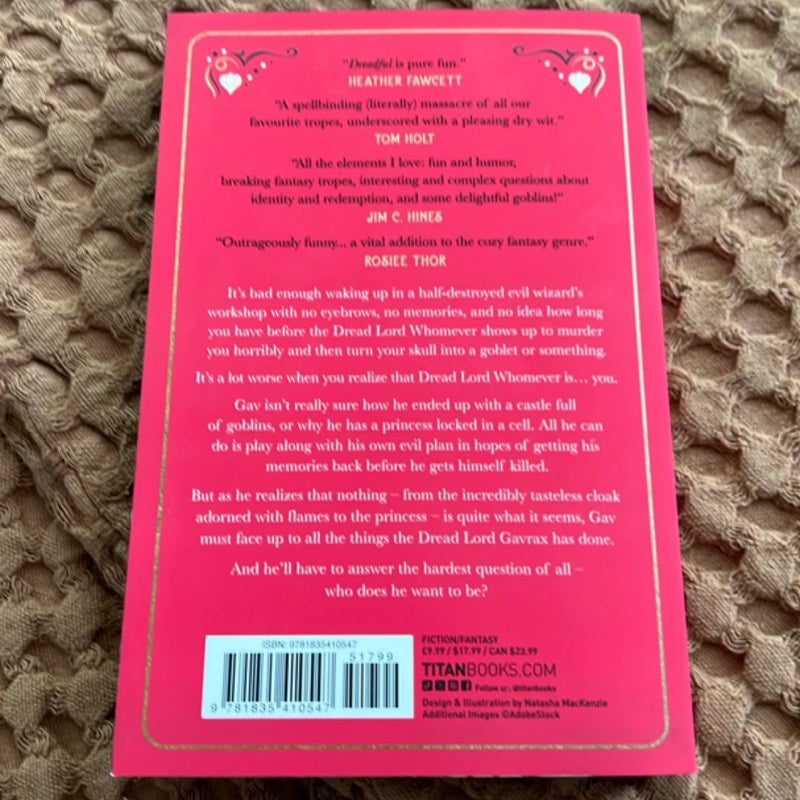 “Dreadful is pure fun.”
HEATHER FAWCETT
“A spellbinding (literally) massacre of all our
favourite tropes, underscored with a pleasing dry wit.”
TOM HOLT
“All the elements I love: fun and humor,
breaking fantasy tropes, interesting and complex questions about
identity and redemption, and some delightful goblins!”
JIM C. HINES
“Outrageously funny... a vital addition to the cozy fantasy genre.”
ROSIEE THOR
It’s bad enough waking up in a half-destroyed evil wizard’s
workshop with no eyebrows, no memories, and no idea how long
you have before the Dread Lord Whomever shows up to murder
you horribly and then turn your skull into a goblet or something.
It’s a lot worse when you realize that Dread Lord Whomever is… you.
Gav isn’t really sure how he ended up with a castle full
of goblins, or why he has a princess locked in a cell. All he can
do is play along with his own evil plan in hopes of getting his
memories back before he gets himself killed.
But as he realizes that nothing – from the incredibly tasteless cloak
adorned with flames to the princess – is quite what it seems, Gav
must face up to all the things the Dread Lord Gavrax has done.
And he’ll have to answer the hardest question of all –
who does he want to be?
ISBN: 9781835410547
51799
9 781835 410547
FICTION/FANTASY
£9.99 / $17.99 / CAN $23.99
TITANBOOKS.COM
Follow us: @titanbooks
Design & Illustration by Natasha MacKenzie
Additional Images ©AdobeStock